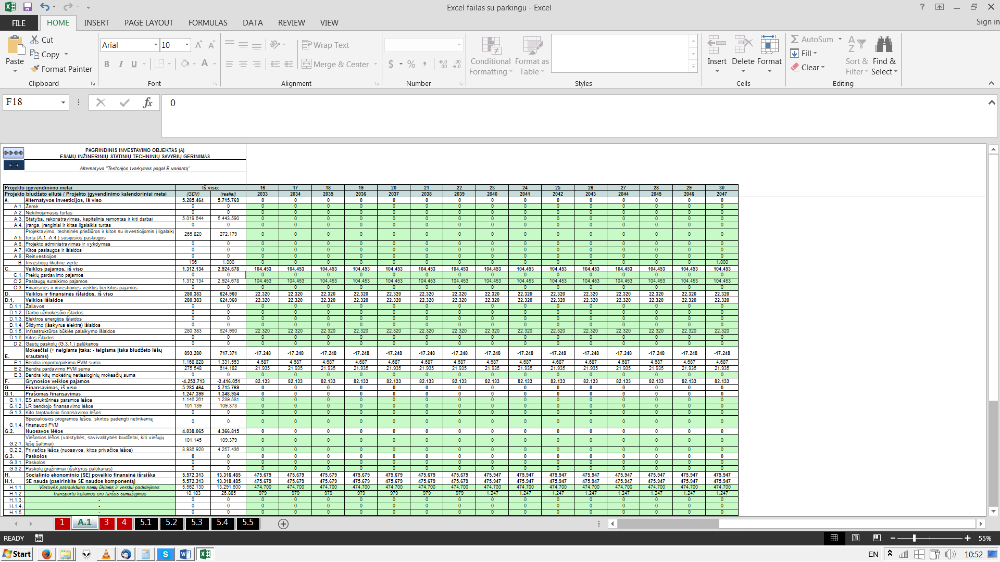 Excel failas su parkingu - Excel
FILE HOME INSERT PAGE LAYOUT FORMULAS DATA REVIEW VIEW Sign in
Cut
Copy
Format Painter
Paste
Arial 10
Wrap Text
Merge & Center
Conditional Formatting
Format as Table
Insert Delete Format
AutoSum
Fill
Clear
Sort & Filter
Find & Select
Clipboard Font Alignment Number Styles Cells Editing
F18 0
PAGRINDINIS INVESTAVIMO OBJEKTAS (A)
ESAMŲ INŽINERINIŲ STATINIŲ TECHNINIŲ SAVYBIŲ GERINIMAS
Alternatyva "Teritorijos tvarkymas pagal B variantą"
Projekto įgyvendinimo metai Iš viso: 16 17 18 19 20 21 22 23 24 25 26 27 28 29 30
Projekto biudžeto eilutė / Projekto įgyvendinimo kalendoriniai metai (GDV) (realiai) 2033 2034 2035 2036 2037 2038 2039 2040 2041 2042 2043 2044 2045 2046 2047
A. Alternatyvos investicijos, iš viso 5.285.464 5.715.769 0 0 0 0 0 0 0 0 0 0 0 0 0 0 0
A.1. Žemė 0 0 0 0 0 0 0 0 0 0 0 0 0 0 0 0 0
A.2. Nekilnojamasis turtas 0 0 0 0 0 0 0 0 0 0 0 0 0 0 0 0 0
A.3. Statyba, rekonstravimas, kapitalinis remontas ir kiti darbai 5.019.644 5.443.590 0 0 0 0 0 0 0 0 0 0 0 0 0 0 0
A.4. Įranga, įrenginiai ir kitas ilgalaikis turtas 0 0 0 0 0 0 0 0 0 0 0 0 0 0 0 0 0
Projektavimo, techninės priežiūros ir kitos su investicijomis į ilgalaikį
A.5. turtą (A.1.-A.4.) susijusios paslaugos 265.820 272.179 0 0 0 0 0 0 0 0 0 0 0 0 0 0 0
A.6. Projekto administravimas ir vykdymas 0 0 0 0 0 0 0 0 0 0 0 0 0 0 0 0 0
A.7. Kitos paslaugos ir išlaidos 0 0 0 0 0 0 0 0 0 0 0 0 0 0 0 0 0
A.8. Reinvesticijos 0 0 0 0 0 0 0 0 0 0 0 0 0 0 0 0 0
B. Investicijų likutinė vertė 196 1.000 0 0 0 0 0 0 0 0 0 0 0 0 0 0 1.000
C. Veiklos pajamos, iš viso 1.312.134 2.924.678 104.453 104.453 104.453 104.453 104.453 104.453 104.453 104.453 104.453 104.453 104.453 104.453 104.453 104.453 104.453
C.1. Prekių pardavimo pajamos 0 0 0 0 0 0 0 0 0 0 0 0 0 0 0 0 0
C.2. Paslaugų suteikimo pajamos 1.312.134 2.924.678 104.453 104.453 104.453 104.453 104.453 104.453 104.453 104.453 104.453 104.453 104.453 104.453 104.453 104.453 104.453
C.3. Finansinės ir investicinės veiklos bei kitos pajamos 0 0 0 0 0 0 0 0 0 0 0 0 0 0 0 0 0
D. Veiklos ir finansinės išlaidos, iš viso 280.383 624.960 22.320 22.320 22.320 22.320 22.320 22.320 22.320 22.320 22.320 22.320 22.320 22.320 22.320 22.320 22.320
D.1. Veiklos išlaidos 280.383 624.960 22.320 22.320 22.320 22.320 22.320 22.320 22.320 22.320 22.320 22.320 22.320 22.320 22.320 22.320 22.320
D.1.1. Žaliavos 0 0 0 0 0 0 0 0 0 0 0 0 0 0 0 0 0
D.1.2. Darbo užmokesčio išlaidos 0 0 0 0 0 0 0 0 0 0 0 0 0 0 0 0 0
D.1.3. Elektros energijos išlaidos 0 0 0 0 0 0 0 0 0 0 0 0 0 0 0 0 0
D.1.4. Šildymo (išskyrus elektrą) išlaidos 0 0 0 0 0 0 0 0 0 0 0 0 0 0 0 0 0
D.1.5. Infrastruktūros būklės palaikymo išlaidos 280.383 624.960 22.320 22.320 22.320 22.320 22.320 22.320 22.320 22.320 22.320 22.320 22.320 22.320 22.320 22.320 22.320
D.1.6. Kitos išlaidos 0 0 0 0 0 0 0 0 0 0 0 0 0 0 0 0 0
D.2. Gautų paskolų (G.3.1.) palūkanos 0 0 0 0 0 0 0 0 0 0 0 0 0 0 0 0 0
Mokesčiai (+ neigiama įtaka; - teigiama įtaka biudžeto lėšų
E. srautams) 893.280 717.371 -17.248 -17.248 -17.248 -17.248 -17.248 -17.248 -17.248 -17.248 -17.248 -17.248 -17.248 -17.248 -17.248 -17.248 -17.248
E.1. Bendra importo/pirkimo PVM suma 1.168.828 1.331.553 4.687 4.687 4.687 4.687 4.687 4.687 4.687 4.687 4.687 4.687 4.687 4.687 4.687 4.687 4.687
E.2. Bendra pardavimo PVM suma 275.548 614.182 21.935 21.935 21.935 21.935 21.935 21.935 21.935 21.935 21.935 21.935 21.935 21.935 21.935 21.935 21.935
E.3. Bendra kitų mokėtinų netiesioginių mokesčių suma 0 0 0 0 0 0 0 0 0 0 0 0 0 0 0 0 0
F. Grynosios veiklos pajamos -4.253.713 -3.416.051 82.133 82.133 82.133 82.133 82.133 82.133 82.133 82.133 82.133 82.133 82.133 82.133 82.133 82.133 82.133
G. Finansavimas, iš viso 5.285.464 5.715.769 0 0 0 0 0 0 0 0 0 0 0 0 0 0 0
G.1. Prašomas finansavimas 1.247.399 1.348.954 0 0 0 0 0 0 0 0 0 0 0 0 0 0 0
G.1.1. ES struktūrinės paramos lėšos 1.146.261 1.239.581 0 0 0 0 0 0 0 0 0 0 0 0 0 0 0
G.1.2. LR bendrojo finansavimo lėšos 101.139 109.373 0 0 0 0 0 0 0 0 0 0 0 0 0 0 0
G.1.3. Kito tarptautinio finansavimo lėšos 0 0 0 0 0 0 0 0 0 0 0 0 0 0 0 0 0
Specialiosios programos lėšos, skirtos padengti netinkamą
G.1.4. finansuoti PVM 0 0 0 0 0 0 0 0 0 0 0 0 0 0 0 0 0
G.2. Nuosavos lėšos 4.038.065 4.366.815 0 0 0 0 0 0 0 0 0 0 0 0 0 0 0
Viešosios lėšos (valstybės, savivaldybės biudžetai, kiti viešųjų
G.2.1. lėšų šaltiniai) 101.145 109.379 0 0 0 0 0 0 0 0 0 0 0 0 0 0 0
G.2.2. Privačios lėšos (nuosavos, kitos privačios lėšos) 3.936.920 4.257.436 0 0 0 0 0 0 0 0 0 0 0 0 0 0 0
G.3. Paskolos 0 0 0 0 0 0 0 0 0 0 0 0 0 0 0 0 0
G.3.1. Paskolos 0 0 0 0 0 0 0 0 0 0 0 0 0 0 0 0 0
G.3.2. Paskolų grąžinimai (išskyrus palūkanas) 0 0 0 0 0 0 0 0 0 0 0 0 0 0 0 0 0
H. Socialinio ekonominio (SE) poveikio finansinė išraiška 5.572.313 13.318.485 475.679 475.679 475.679 475.679 475.679 475.679 475.679 475.947 475.947 475.947 475.947 475.947 475.947 475.947 475.947
H.1. SE nauda (pasirinkite SE naudos komponentą) 5.572.313 13.318.485 475.679 475.679 475.679 475.679 475.679 475.679 475.679 475.947 475.947 475.947 475.947 475.947 475.947 475.947 475.947
H.1.1. Vietovės patrauklumo namų ūkiams ir verslui padidėjimas 5.562.130 13.291.600 474.700 474.700 474.700 474.700 474.700 474.700 474.700 474.700 474.700 474.700 474.700 474.700 474.700 474.700 474.700
H.1.2. Transporto keliamos oro taršos sumažėjimas 10.183 26.885 979 979 979 979 979 979 979 1.247 1.247 1.247 1.247 1.247 1.247 1.247 1.247
H.1.3. - 0 0 0 0 0 0 0 0 0 0 0 0 0 0 0 0 0
H.1.4. - 0 0 0 0 0 0 0 0 0 0 0 0 0 0 0 0 0
H.1.5. - 0 0 0 0 0 0 0 0 0 0 0 0 0 0 0 0 0
1 A.1 3 4 5.1 5.2 5.3 5.4 5.5
READY 55%
Start EN 10:52